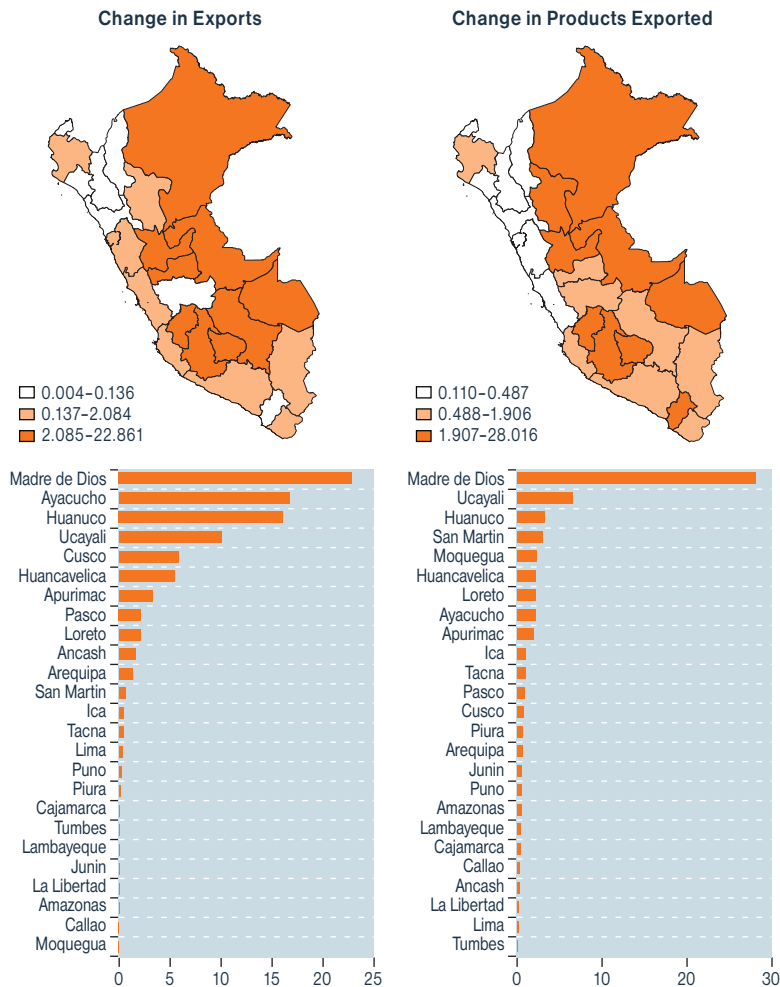 Change in Exports
Change in Products Exported
0.004–0.136
0.137–2.084
2.085–22.861
0.110–0.487
0.488–1.906
1.907–28.016
Madre de Dios
Ayacucho
Huanuco
Ucayali
Cusco
Huancavelica
Apurimac
Pasco
Loreto
Ancash
Arequipa
San Martin
Ica
Tacna
Lima
Puno
Piura
Cajamarca
Tumbes
Lambayeque
Junin
La Libertad
Amazonas
Callao
Moquegua
0 5 10 15 20 25
Madre de Dios
Ucayali
Huanuco
San Martin
Moquegua
Huancavelica
Loreto
Ayacucho
Apurimac
Ica
Tacna
Pasco
Cusco
Piura
Arequipa
Junin
Puno
Amazonas
Lambayeque
Cajamarca
Callao
Ancash
La Libertad
Lima
Tumbes
0 10 20 30